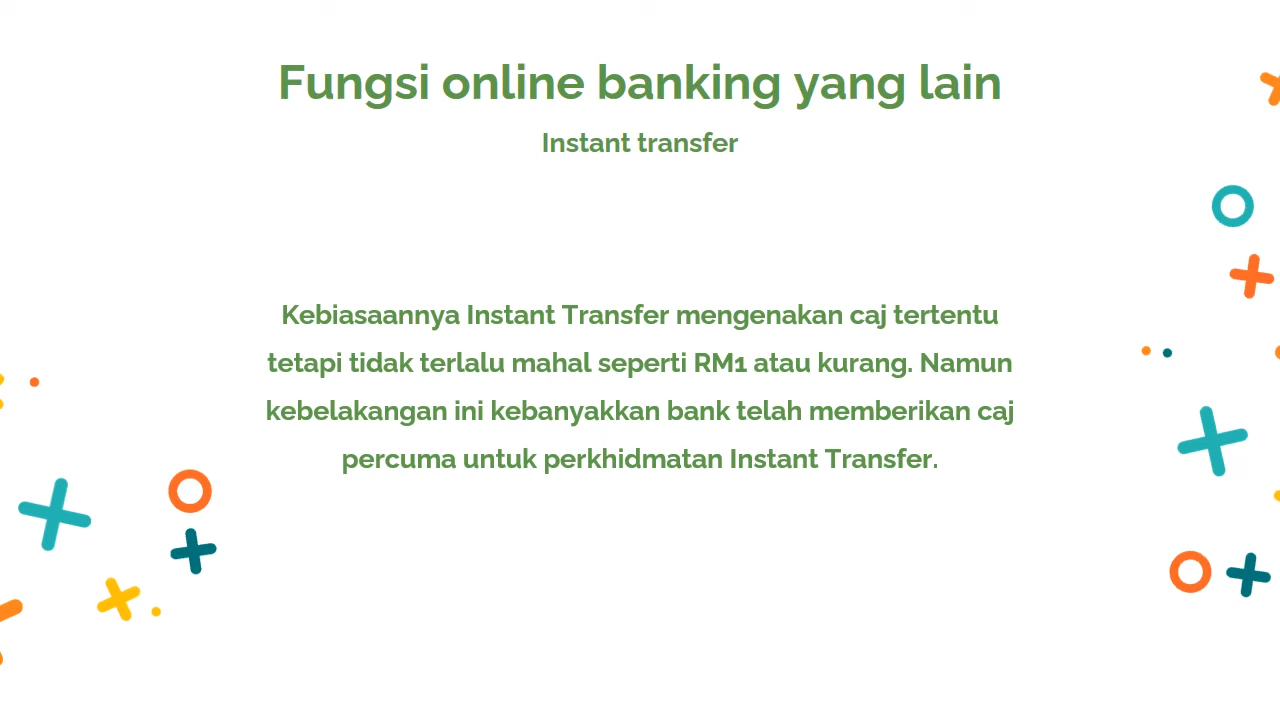 Fungsi online banking yang lain
Instant transfer
Kebiasaannya Instant Transfer mengenakan caj tertentu
tetapi tidak terlalu mahal seperti RM1 atau kurang. Namun
kebelakangan ini kebanyakkan bank telah memberikan caj
percuma untuk perkhidmatan Instant Transfer.